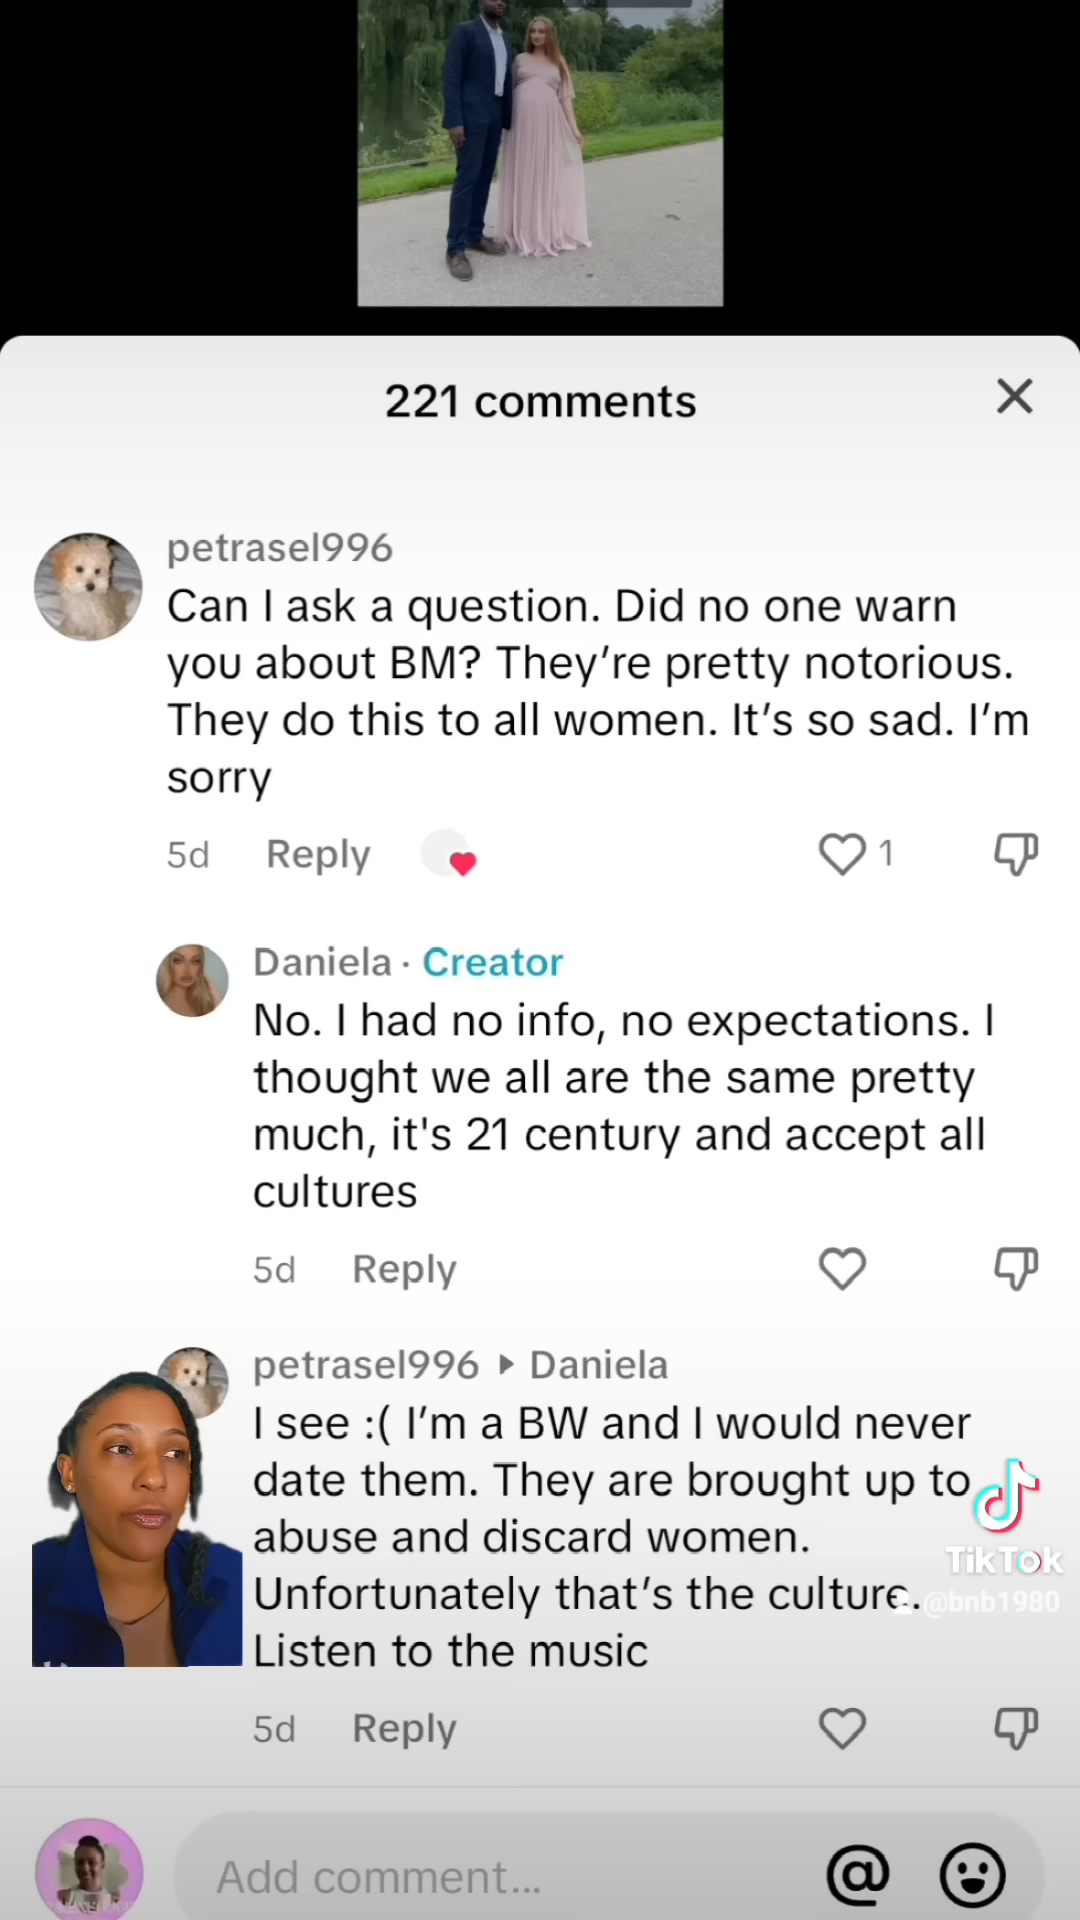 221 comments
petrasel996
Can I ask a question. Did no one warn
you about BM? They’re pretty notorious.
They do this to all women. It’s so sad. I’m
sorry
5d Reply 1
Daniela · Creator
No. I had no info, no expectations. I
thought we all are the same pretty
much, it's 21 century and accept all
cultures
5d Reply
petrasel996 Daniela
I see :( I’m a BW and I would never
date them. They are brought up to
abuse and discard women.
Unfortunately that’s the culture.
Listen to the music
TikTok
@bnb1980
5d Reply
Add comment...